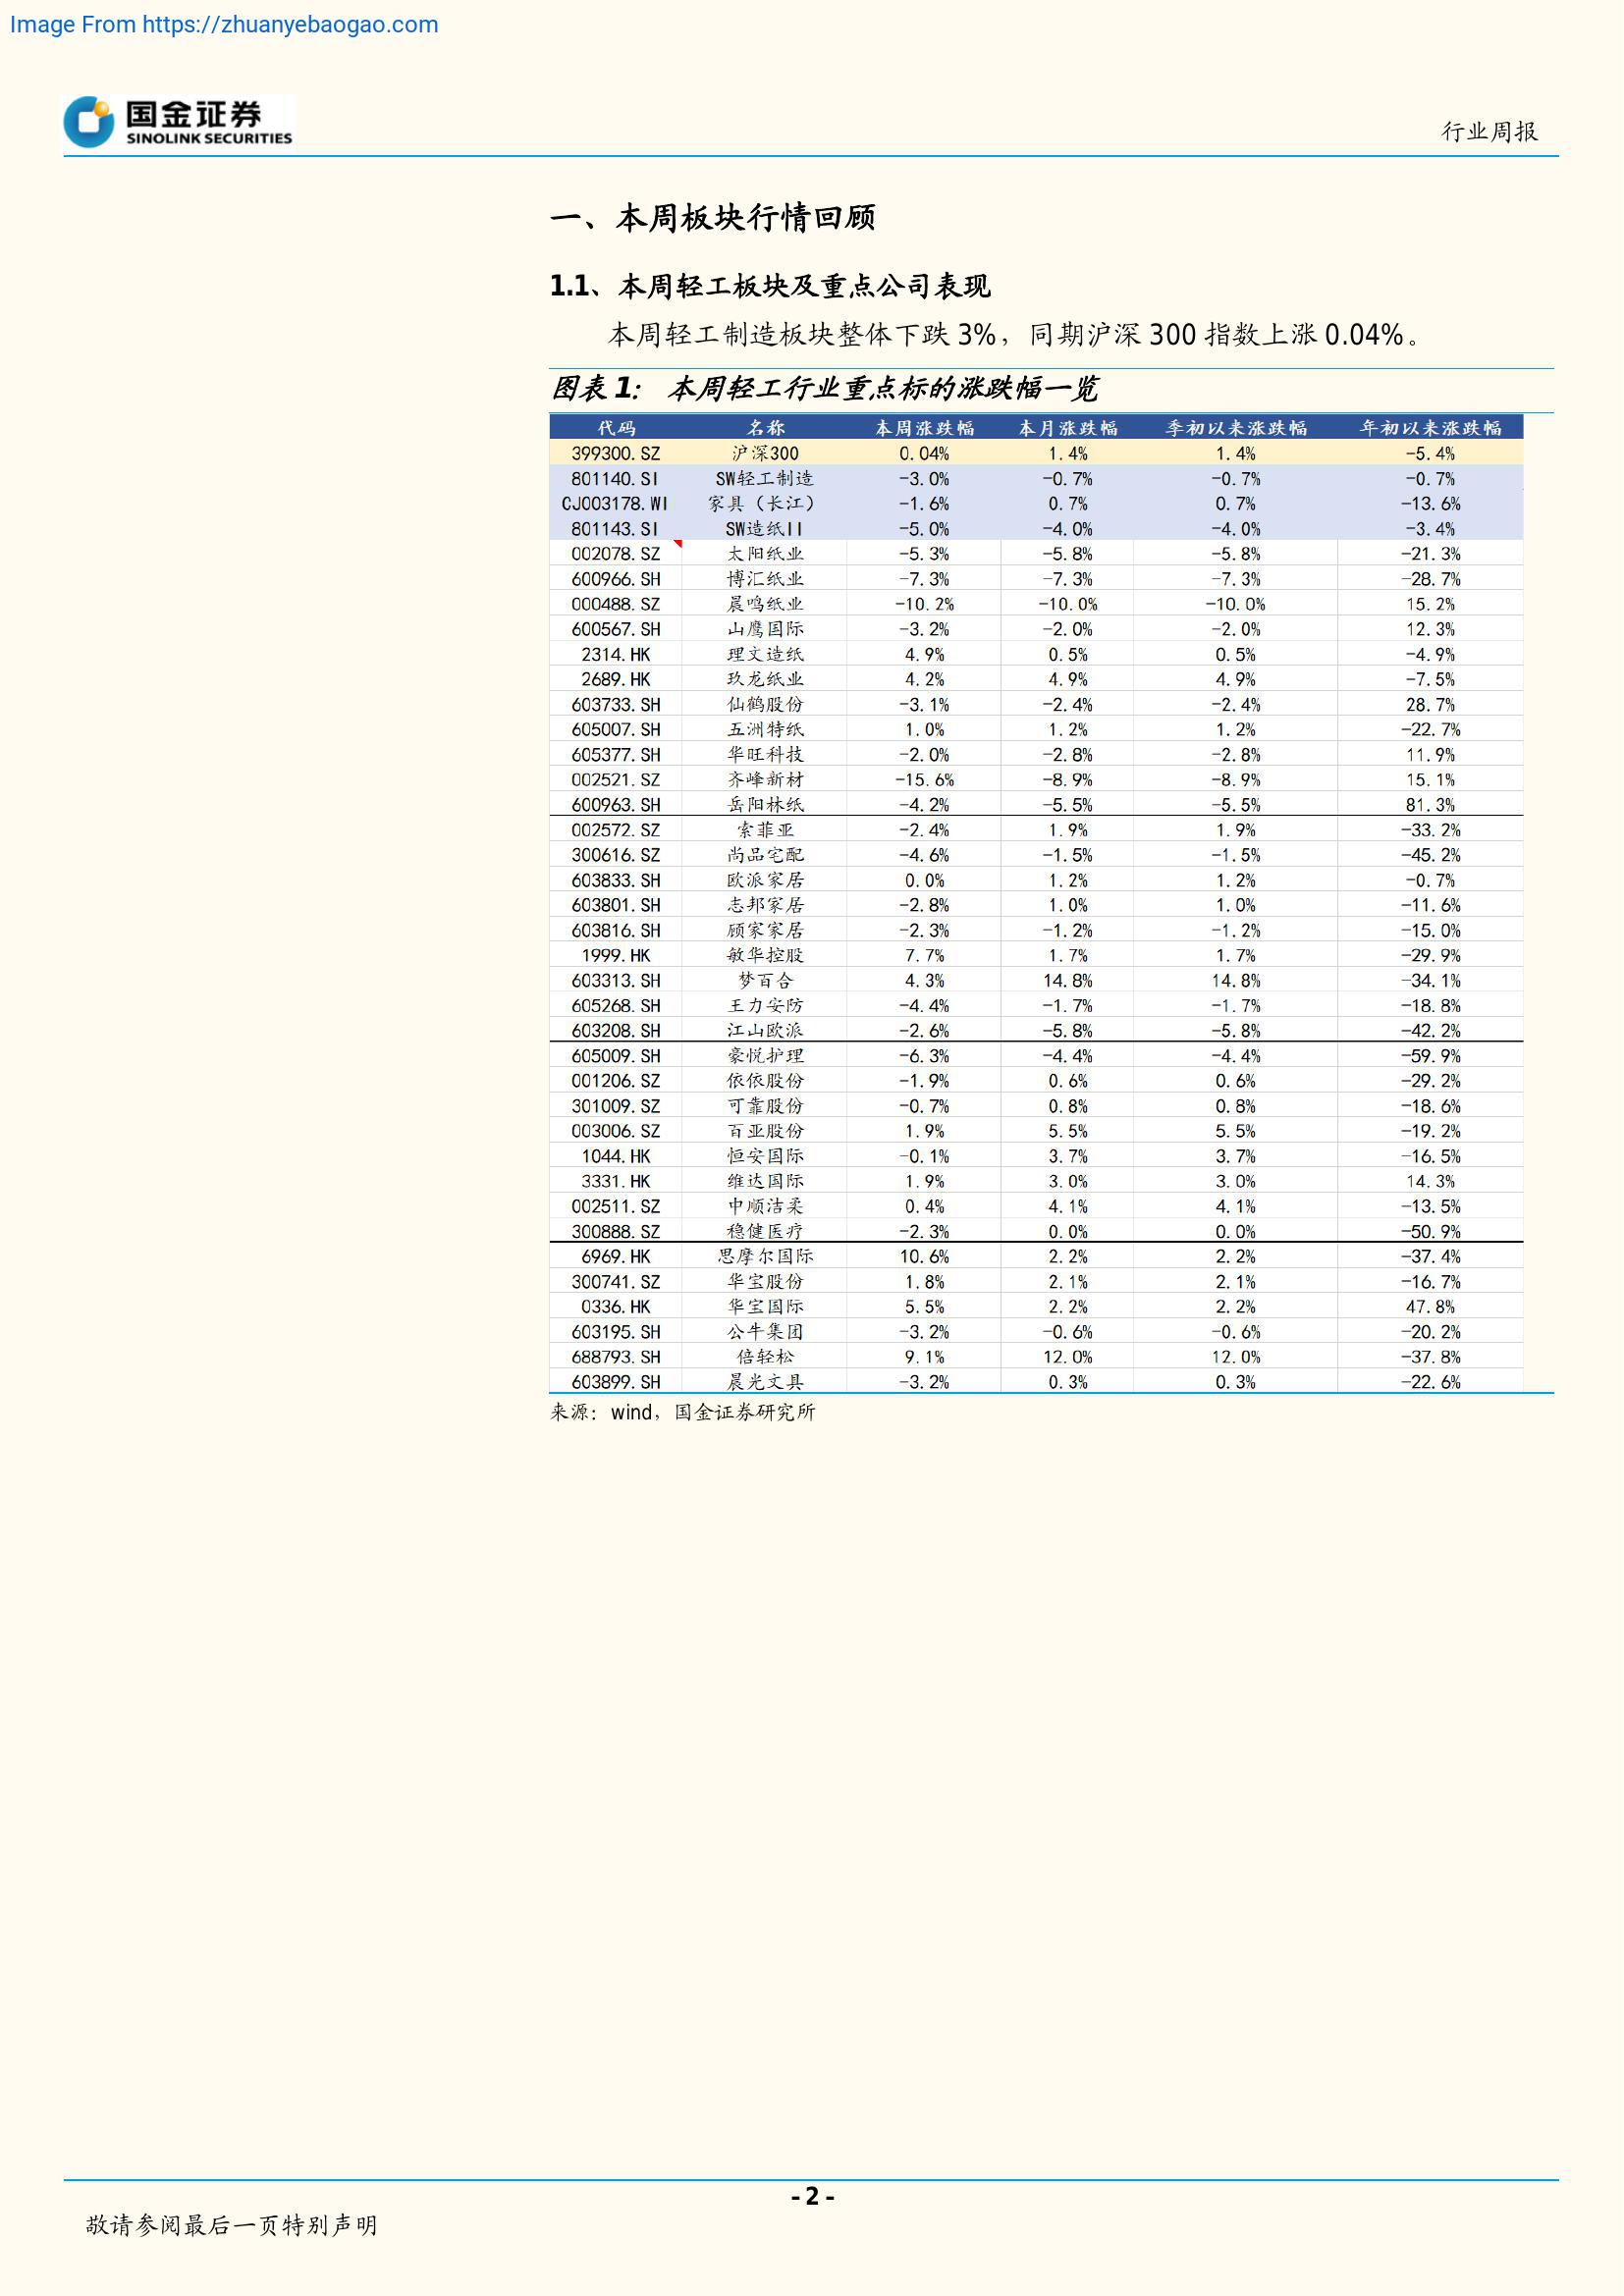 Image From https://zhuanyebaogao.com
国金证券
SINOLINK SECURITIES
行业周报
一、本周板块行情回顾
1.1、本周轻工板块及重点公司表现
本周轻工制造板块整体下跌 3%，同期沪深 300 指数上涨 0.04%。
图表 1： 本周轻工行业重点标的涨跌幅一览
代码 名称 本周涨跌幅 本月涨跌幅 季初以来涨跌幅 年初以来涨跌幅
399300.SZ 沪深300 0.04% 1.4% 1.4% -5.4%
801140.SI SW轻工制造 -3.0% -0.7% -0.7% -0.7%
CJ003178.WI 家具（长江） -1.6% 0.7% 0.7% -13.6%
801143.SI SW造纸II -5.0% -4.0% -4.0% -3.4%
002078.SZ 太阳纸业 -5.3% -5.8% -5.8% -21.3%
600966.SH 博汇纸业 -7.3% -7.3% -7.3% -28.7%
000488.SZ 晨鸣纸业 -10.2% -10.0% -10.0% 15.2%
600567.SH 山鹰国际 -3.2% -2.0% -2.0% 12.3%
2314.HK 理文造纸 4.9% 0.5% 0.5% -4.9%
2689.HK 玖龙纸业 4.2% 4.9% 4.9% -7.5%
603733.SH 仙鹤股份 -3.1% -2.4% -2.4% 28.7%
605007.SH 五洲特纸 1.0% 1.2% 1.2% -22.7%
605377.SH 华旺科技 -2.0% -2.8% -2.8% 11.9%
002521.SZ 齐峰新材 -15.6% -8.9% -8.9% 15.1%
600963.SH 岳阳林纸 -4.2% -5.5% -5.5% 81.3%
002572.SZ 索菲亚 -2.4% 1.9% 1.9% -33.2%
300616.SZ 尚品宅配 -4.6% -1.5% -1.5% -45.2%
603833.SH 欧派家居 0.0% 1.2% 1.2% -0.7%
603801.SH 志邦家居 -2.8% 1.0% 1.0% -11.6%
603816.SH 顾家家居 -2.3% -1.2% -1.2% -15.0%
1999.HK 敏华控股 7.7% 1.7% 1.7% -29.9%
603313.SH 梦百合 4.3% 14.8% 14.8% -34.1%
605268.SH 王力安防 -4.4% -1.7% -1.7% -18.8%
603208.SH 江山欧派 -2.6% -5.8% -5.8% -42.2%
605009.SH 豪悦护理 -6.3% -4.4% -4.4% -59.9%
001206.SZ 依依股份 -1.9% 0.6% 0.6% -29.2%
301009.SZ 可靠股份 -0.7% 0.8% 0.8% -18.6%
003006.SZ 百亚股份 1.9% 5.5% 5.5% -19.2%
1044.HK 恒安国际 -0.1% 3.7% 3.7% -16.5%
3331.HK 维达国际 1.9% 3.0% 3.0% 14.3%
002511.SZ 中顺洁柔 0.4% 4.1% 4.1% -13.5%
300888.SZ 稳健医疗 -2.3% 0.0% 0.0% -50.9%
6969.HK 思摩尔国际 10.6% 2.2% 2.2% -37.4%
300741.SZ 华宝股份 1.8% 2.1% 2.1% -16.7%
0336.HK 华宝国际 5.5% 2.2% 2.2% 47.8%
603195.SH 公牛集团 -3.2% -0.6% -0.6% -20.2%
688793.SH 倍轻松 9.1% 12.0% 12.0% -37.8%
603899.SH 晨光文具 -3.2% 0.3% 0.3% -22.6%
来源：wind，国金证券研究所
- 2 -
敬请参阅最后一页特别声明